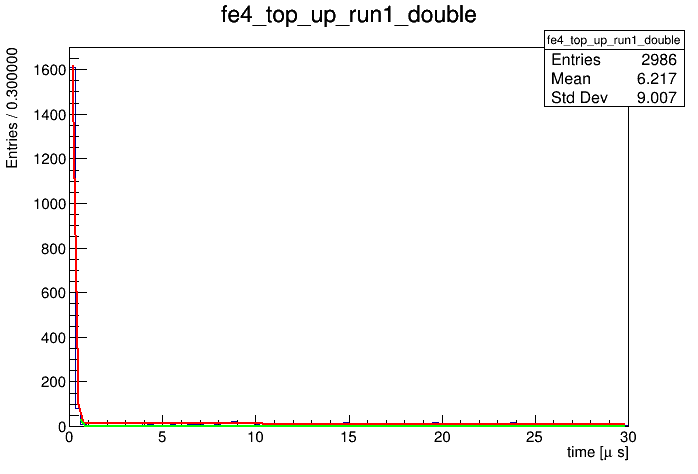 fe4_top_up_run1_double
fe4_top_up_run1_double
Entries 2986
Mean 6.217
Std Dev 9.007
Entries / 0.300000
1600
1400
1200
1000
800
600
400
200
0
0 5 10 15 20 25 30
time [μ s]